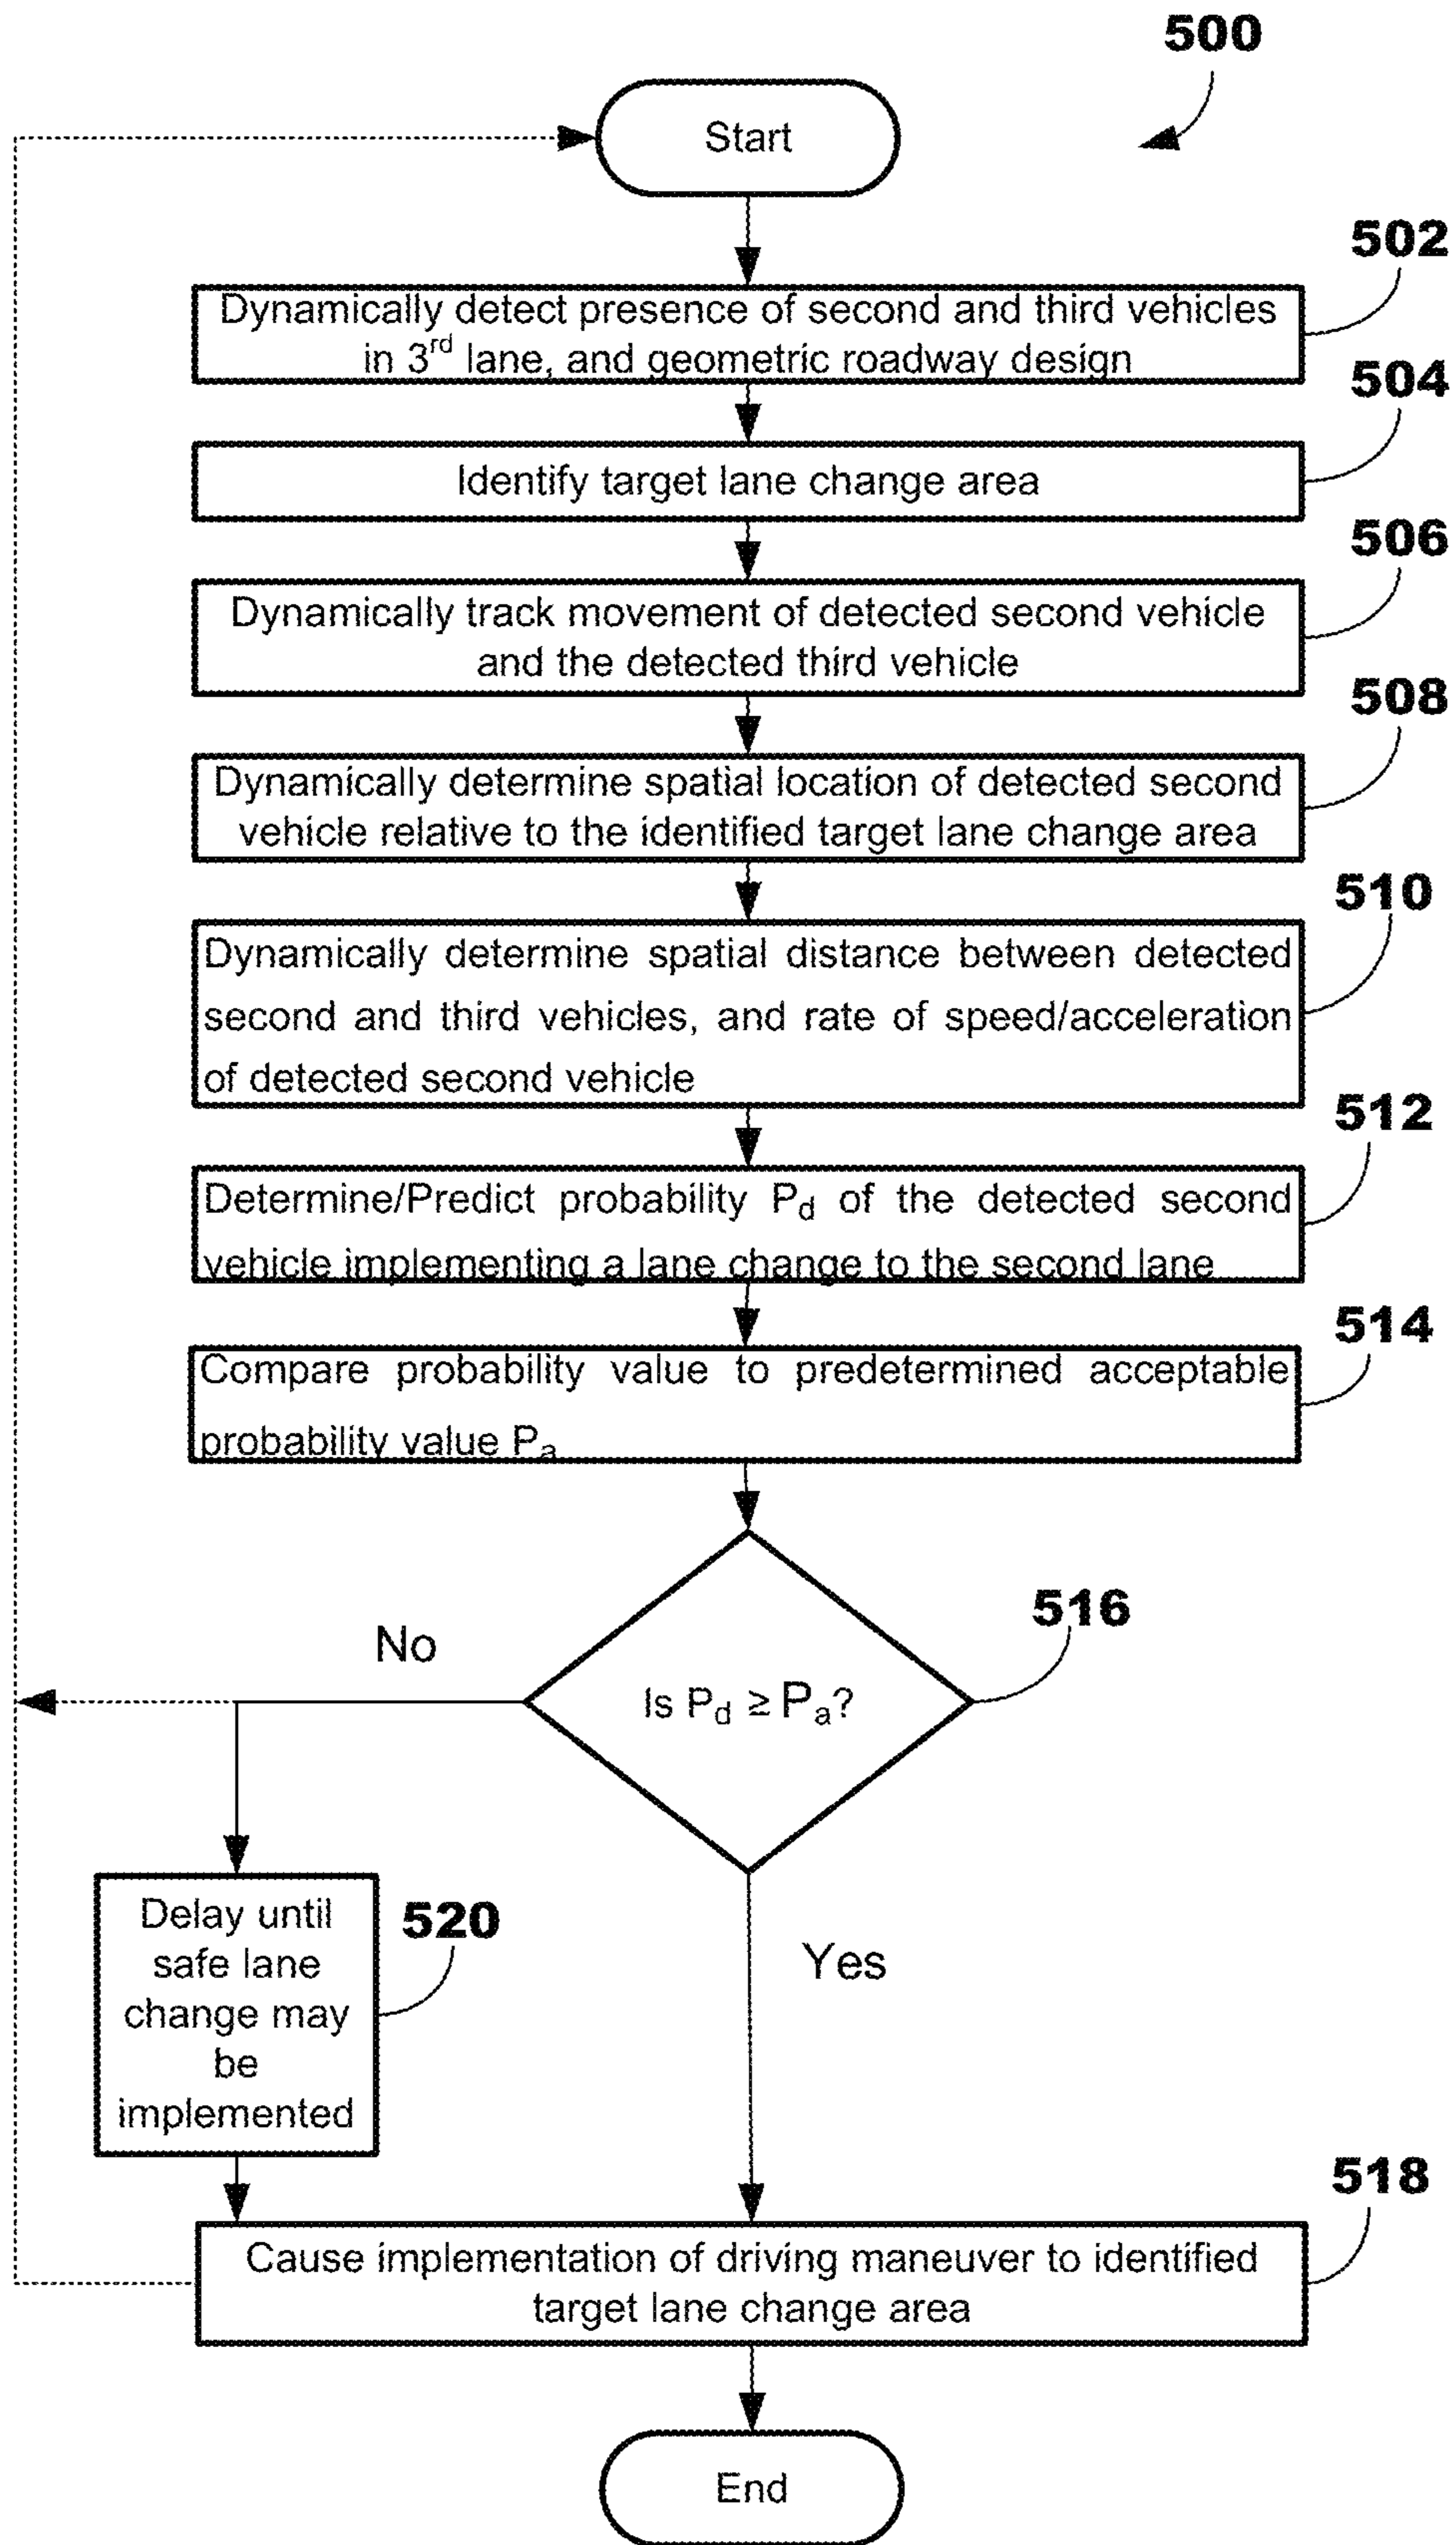 500
Start
502
Dynamically detect presence of second and third vehicles
in 3rd lane, and geometric roadway design
504
Identify target lane change area
506
Dynamically track movement of detected second vehicle
and the detected third vehicle
508
Dynamically determine spatial location of detected second
vehicle relative to the identified target lane change area
510
Dynamically determine spatial distance between detected
second and third vehicles, and rate of speed/acceleration
of detected second vehicle
512
Determine/Predict probability Pd of the detected second
vehicle implementing a lane change to the second lane
514
Compare probability value to predetermined acceptable
probability value Pa
516
No
Is Pd ≥ Pa?
Delay until
safe lane
change may
be
implemented
520
Yes
518
Cause implementation of driving maneuver to identified
target lane change area
End